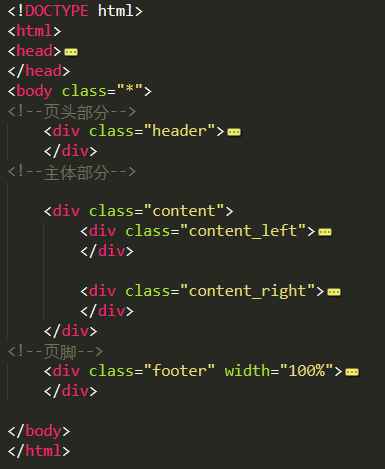 <!DOCTYPE html>
<html>
<head>
</head>
<body class="*">
<!--页头部分-->
<div class="header">
</div>
<!--主体部分-->
<div class="content">
<div class="content_left">
</div>
<div class="content_right">
</div>
</div>
<!--页脚-->
<div class="footer" width="100%">
</div>
</body>
</html>